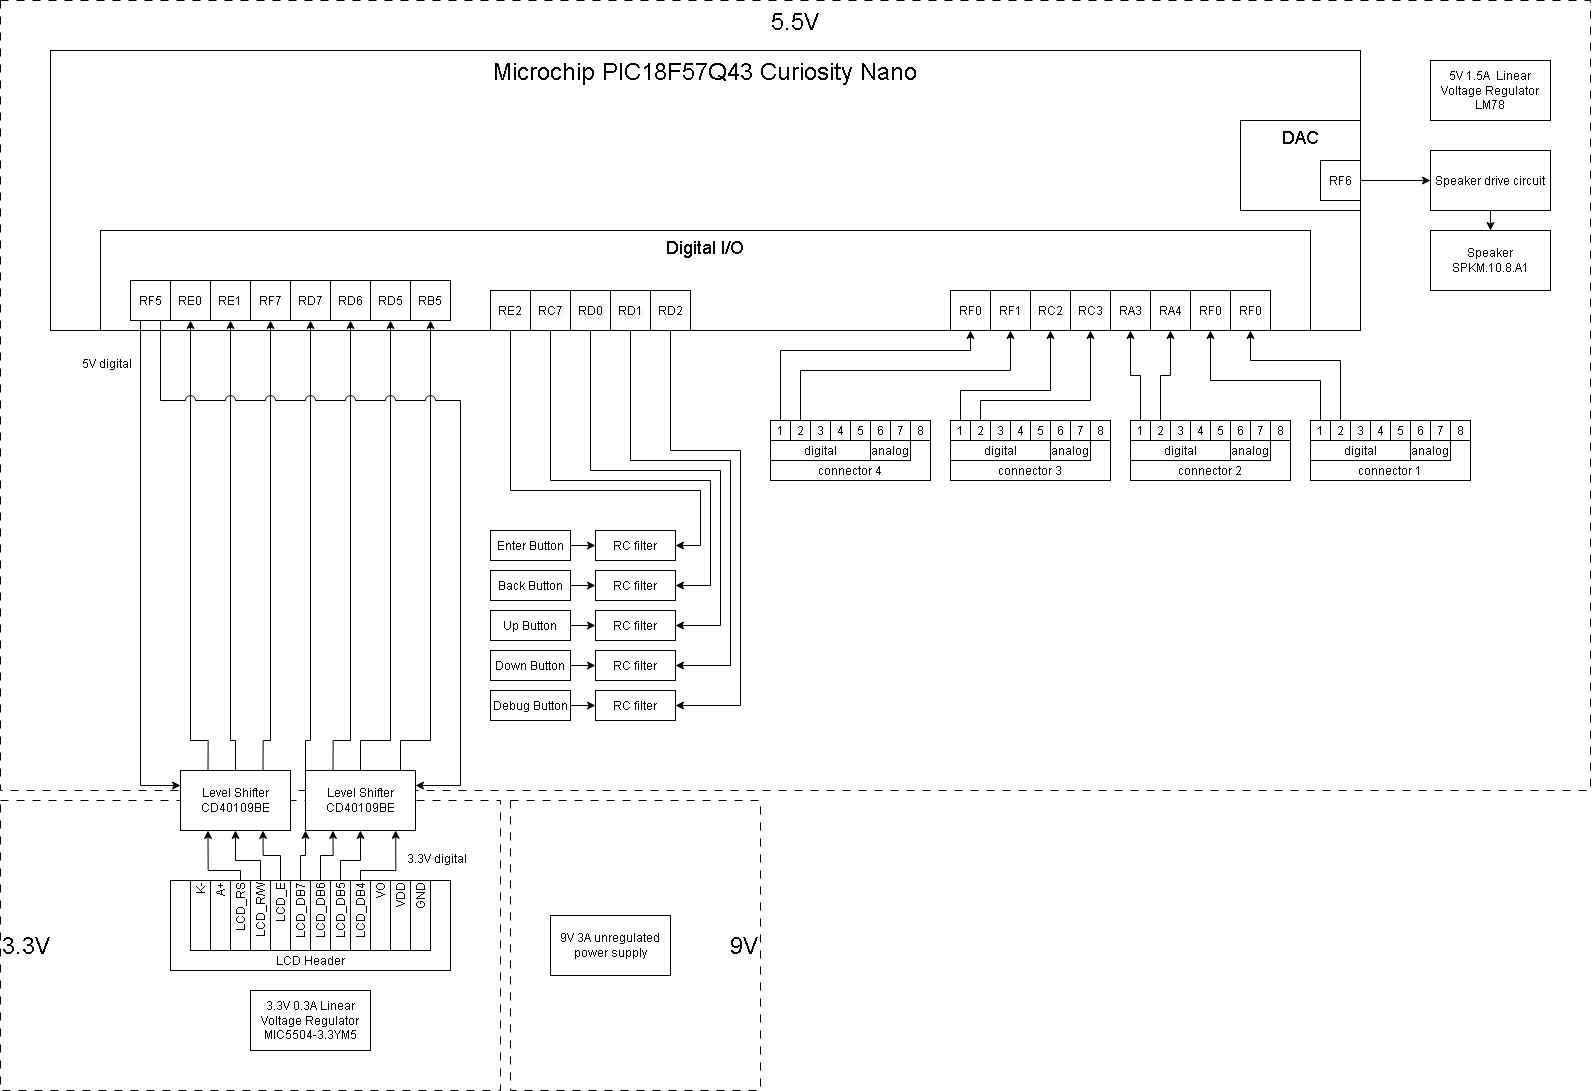 5.5V
Microchip PIC18F57Q43 Curiosity Nano
5V 1.5A Linear
Voltage Regulator
LM78
DAC
RF6
Speaker drive circuit
Speaker
SPKM.10.8.A1
Digital I/O
RF5 RE0 RE1 RF7 RD7 RD6 RD5 RB5
RE2 RC7 RD0 RD1 RD2
RF0 RF1 RC2 RC3 RA3 RA4 RF0 RF0
5V digital
1 2 3 4 5 6 7 8
digital analog
connector 4
1 2 3 4 5 6 7 8
digital analog
connector 3
1 2 3 4 5 6 7 8
digital analog
connector 2
1 2 3 4 5 6 7 8
digital analog
connector 1
Enter Button RC filter
Back Button RC filter
Up Button RC filter
Down Button RC filter
Debug Button RC filter
Level Shifter
CD40109BE
Level Shifter
CD40109BE
3.3V digital
K-
A+
LCD_RS
LCD_R/W
LCD_E
LCD_DB7
LCD_DB6
LCD_DB5
LCD_DB4
VO
VDD
GND
LCD Header
3.3V
3.3V 0.3A Linear
Voltage Regulator
MIC5504-3.3YM5
9V 3A unregulated
power supply
9V